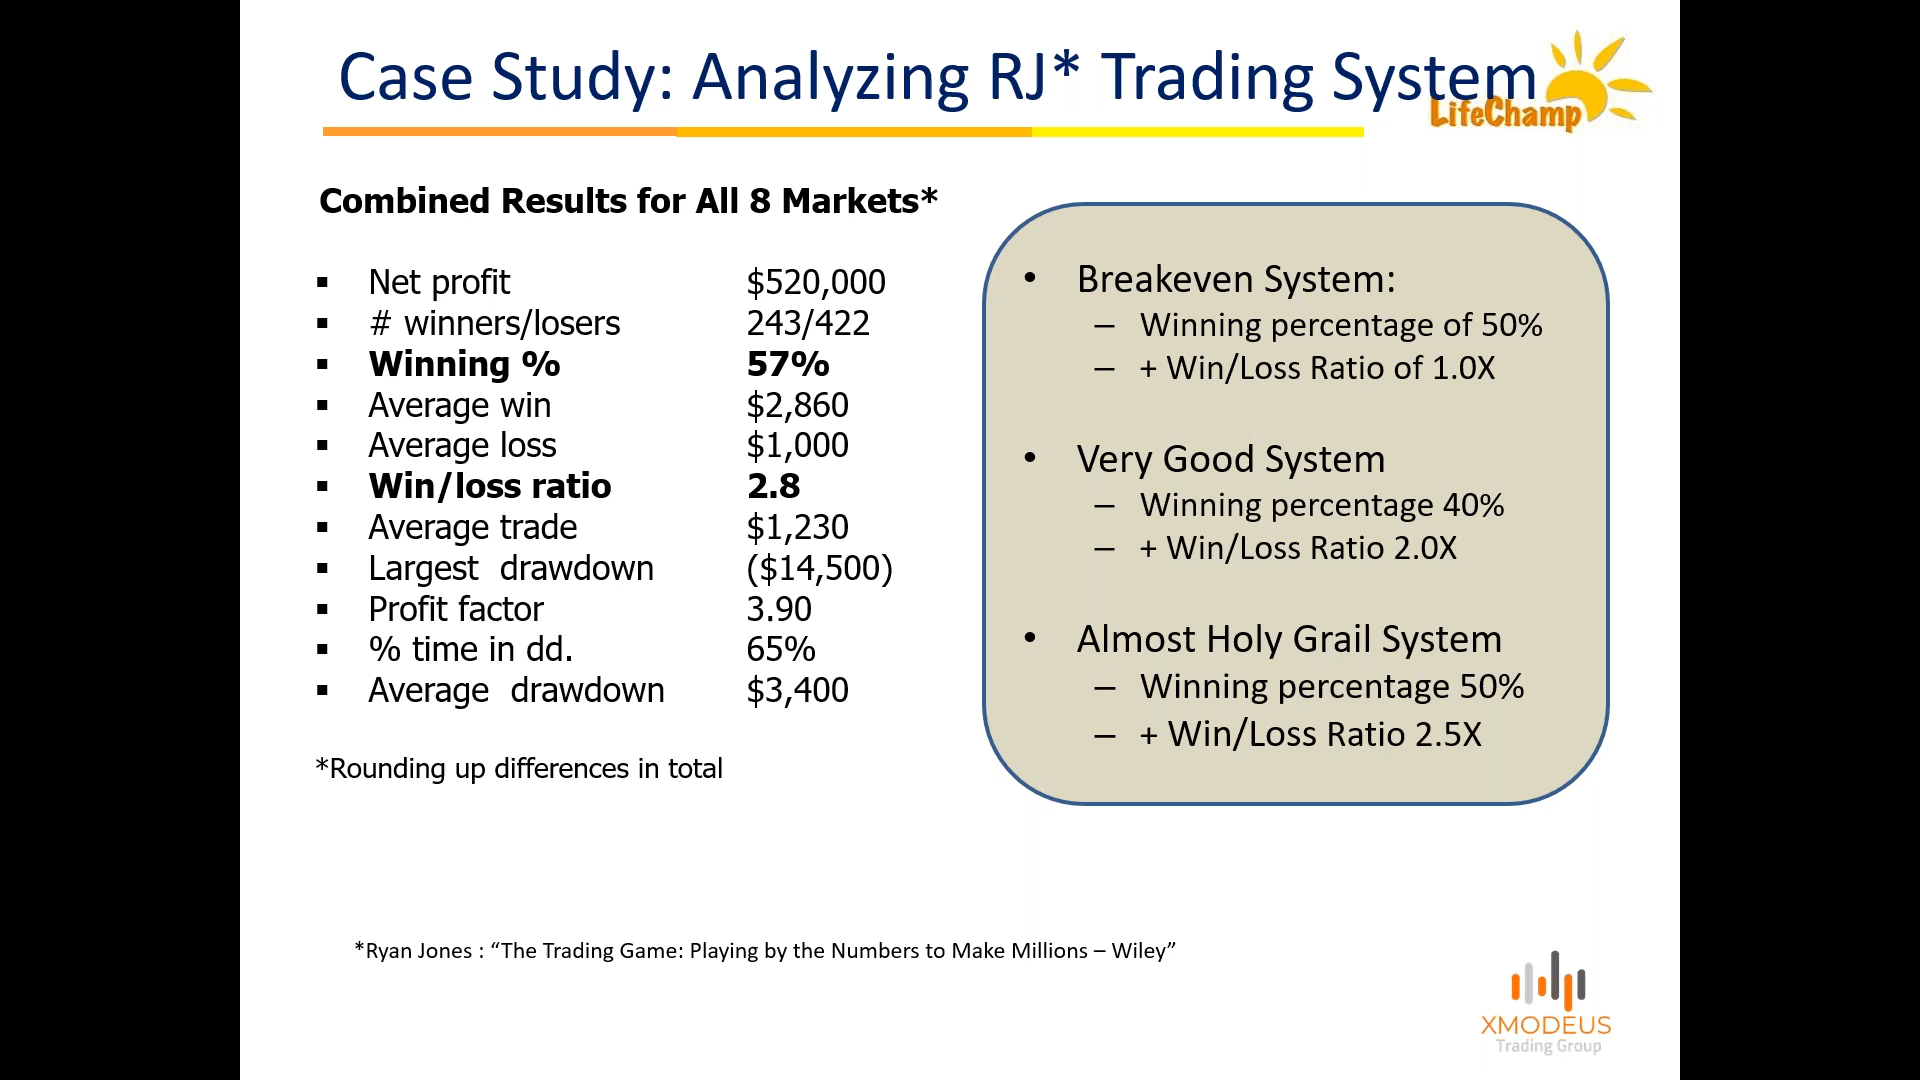 Case Study: Analyzing RJ* Trading System
LifeChamp
Combined Results for All 8 Markets*
▪ Net profit $520,000
▪ # winners/losers 243/422
▪ Winning % 57%
▪ Average win $2,860
▪ Average loss $1,000
▪ Win/loss ratio 2.8
▪ Average trade $1,230
▪ Largest drawdown ($14,500)
▪ Profit factor 3.90
▪ % time in dd. 65%
▪ Average drawdown $3,400
*Rounding up differences in total
• Breakeven System:
– Winning percentage of 50%
– + Win/Loss Ratio of 1.0X
• Very Good System
– Winning percentage 40%
– + Win/Loss Ratio 2.0X
• Almost Holy Grail System
– Winning percentage 50%
– + Win/Loss Ratio 2.5X
*Ryan Jones : “The Trading Game: Playing by the Numbers to Make Millions – Wiley”
XMODEUS
Trading Group